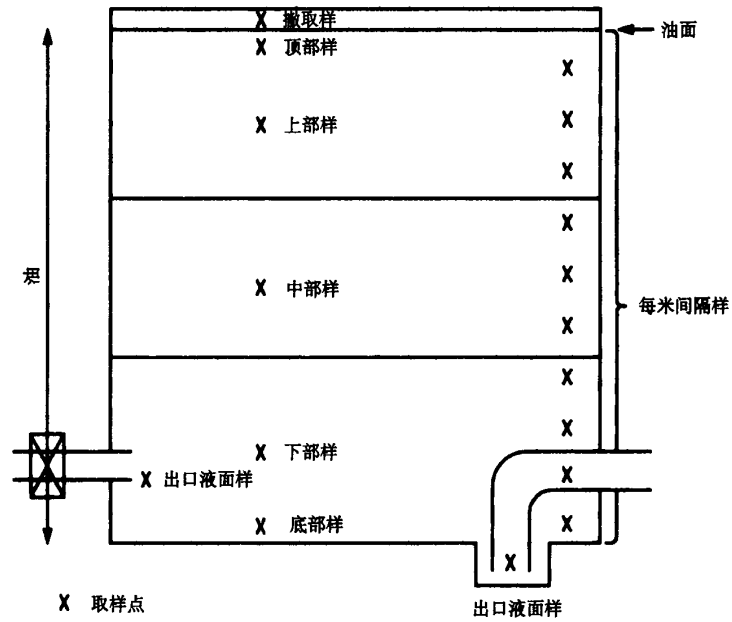 X 撇取样
油面
X 顶部样
X
X 上部样
X
X
X
油
X 中部样
X
每米间隔样
X
X
X
X 下部样
X 出口液面样
X
X 底部样
X
X
X 取样点
出口液面样